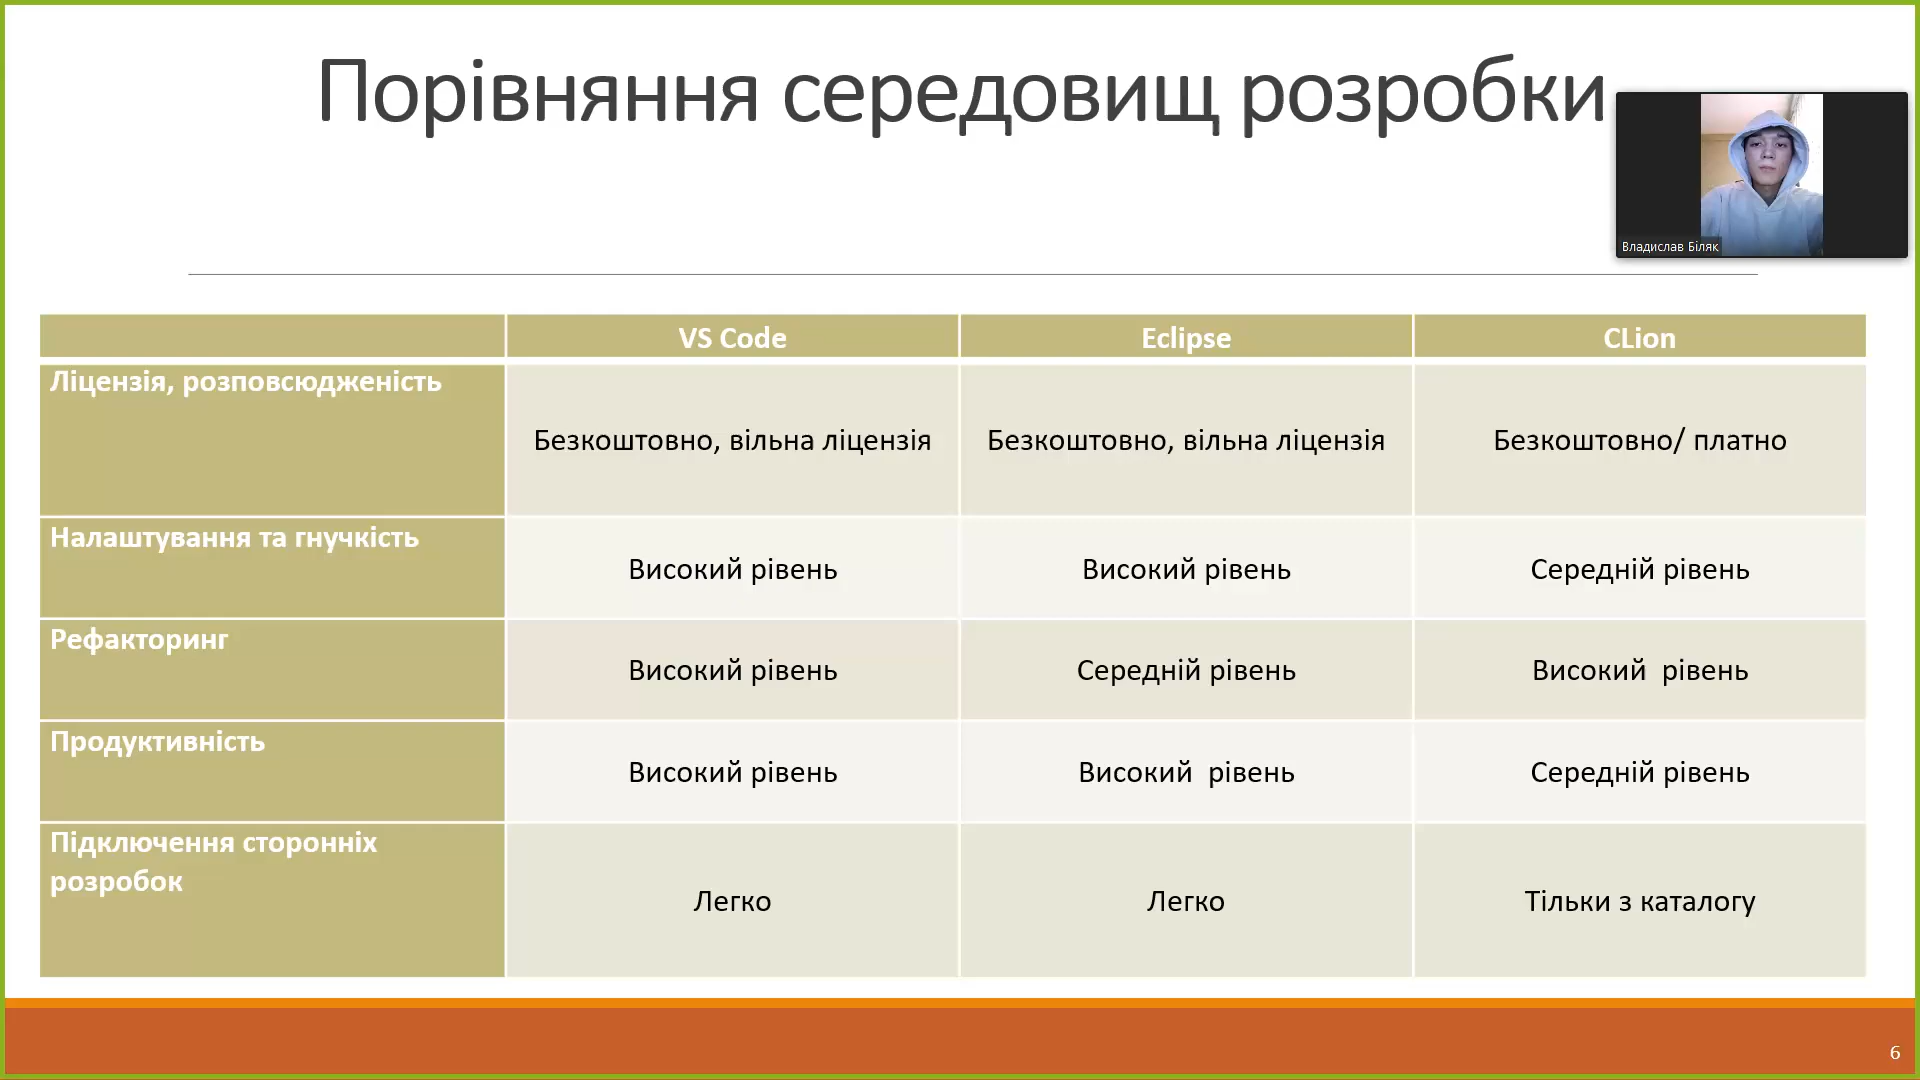 Порівняння середовищ розробки
Владислав Біляк
VS Code Eclipse CLion
Ліцензія, розповсюдженість
Безкоштовно, вільна ліцензія Безкоштовно, вільна ліцензія Безкоштовно/ платно
Налаштування та гнучкість
Високий рівень Високий рівень Середній рівень
Рефакторинг
Високий рівень Середній рівень Високий  рівень
Продуктивність
Високий рівень Високий  рівень Середній рівень
Підключення сторонніх
розробок
Легко Легко Тільки з каталогу
6